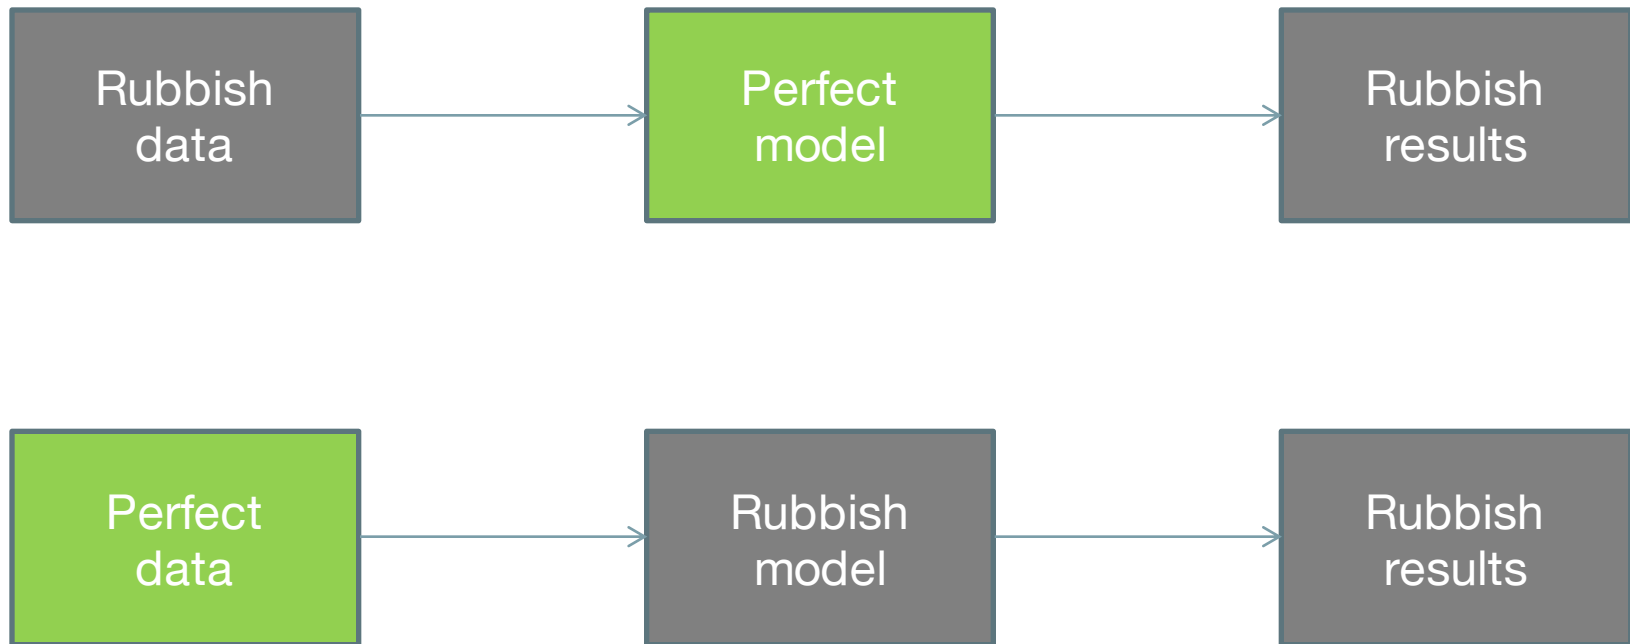 Rubbish
data
Perfect
model
Rubbish
results
Perfect
data
Rubbish
model
Rubbish
results